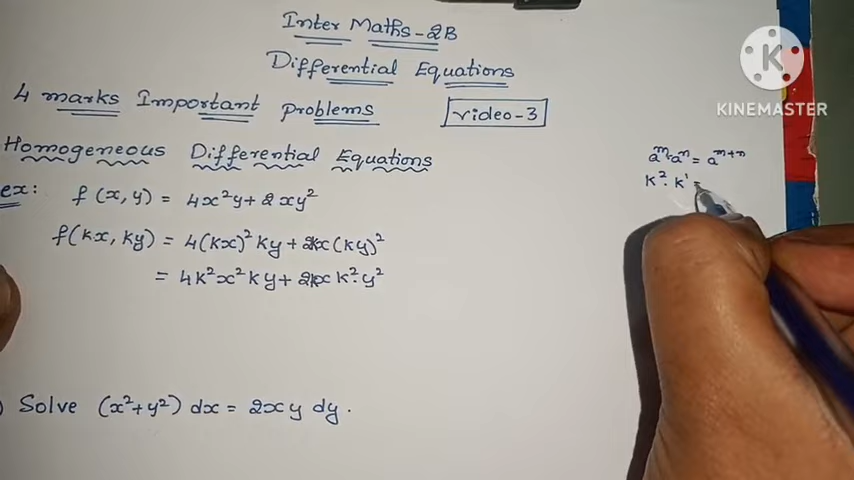 Inter Maths-2B
Differential Equations
4 marks Important Problems video-3
Homogeneous Differential Equations
ex: f(x,y) = 4x²y + 2xy²
f(kx, ky) = 4(kx)² ky + 2kx(ky)²
= 4k²x² ky + 2kx k².y²
) Solve (x²+y²) dx = 2xy dy.
aᵐ.aⁿ = aᵐ⁺ⁿ
k².k¹ =
K
KINEMASTER